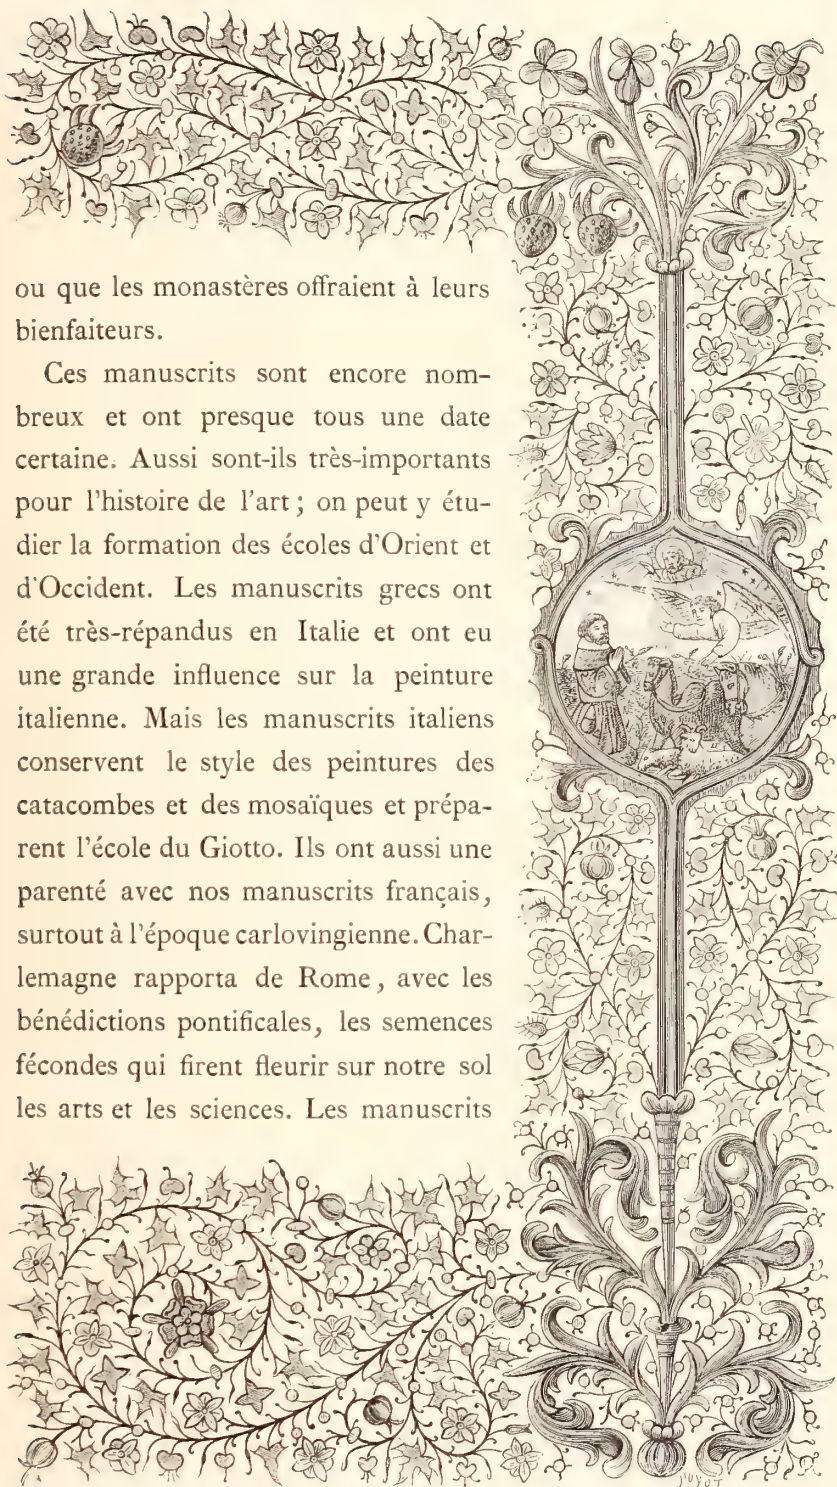 ou que les monastères offraient à leurs
bienfaiteurs.
Ces manuscrits sont encore nom-
breux et ont presque tous une date
certaine. Aussi sont-ils très-importants
pour l'histoire de l'art ; on peut y étu-
dier la formation des écoles d'Orient et
d'Occident. Les manuscrits grecs ont
été très-répandus en Italie et ont eu
une grande influence sur la peinture
italienne. Mais les manuscrits italiens
conservent le style des peintures des
catacombes et des mosaïques et prépa-
rent l'école du Giotto. Ils ont aussi une
parenté avec nos manuscrits français,
surtout à l'époque carlovingienne. Char-
lemagne rapporta de Rome, avec les
bénédictions pontificales, les semences
fécondes qui firent fleurir sur notre sol
les arts et les sciences. Les manuscrits